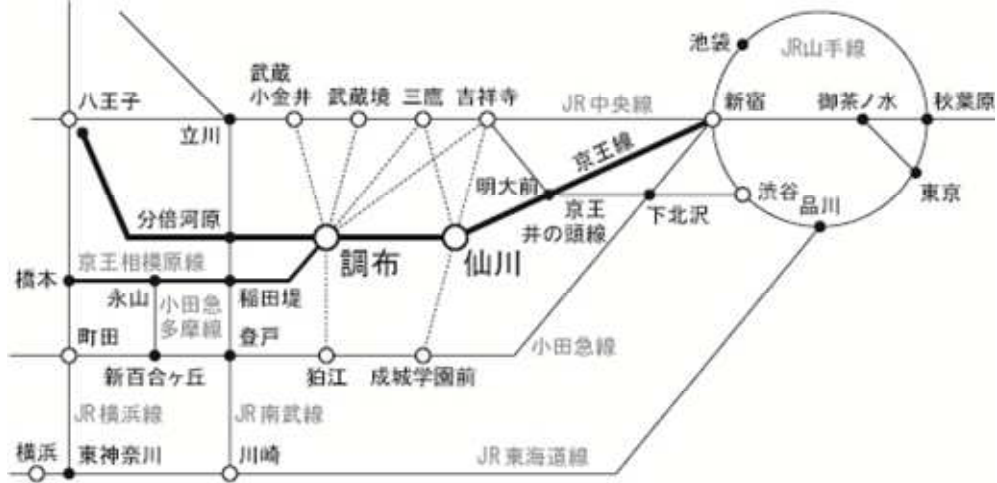 池袋
JR山手線
武蔵
小金井
武蔵境
三鷹
吉祥寺
JR中央線
新宿
御茶ノ水
秋葉原
八王子
立川
京王線
明大前
京王
井の頭線
下北沢
渋谷
品川
東京
分倍河原
調布
仙川
京王相模原線
橋本
永山
小田急
多摩線
稲田堤
町田
登戸
小田急線
新百合ヶ丘
狛江
成城学園前
JR横浜線
JR南武線
横浜
東神奈川
川崎
JR東海道線